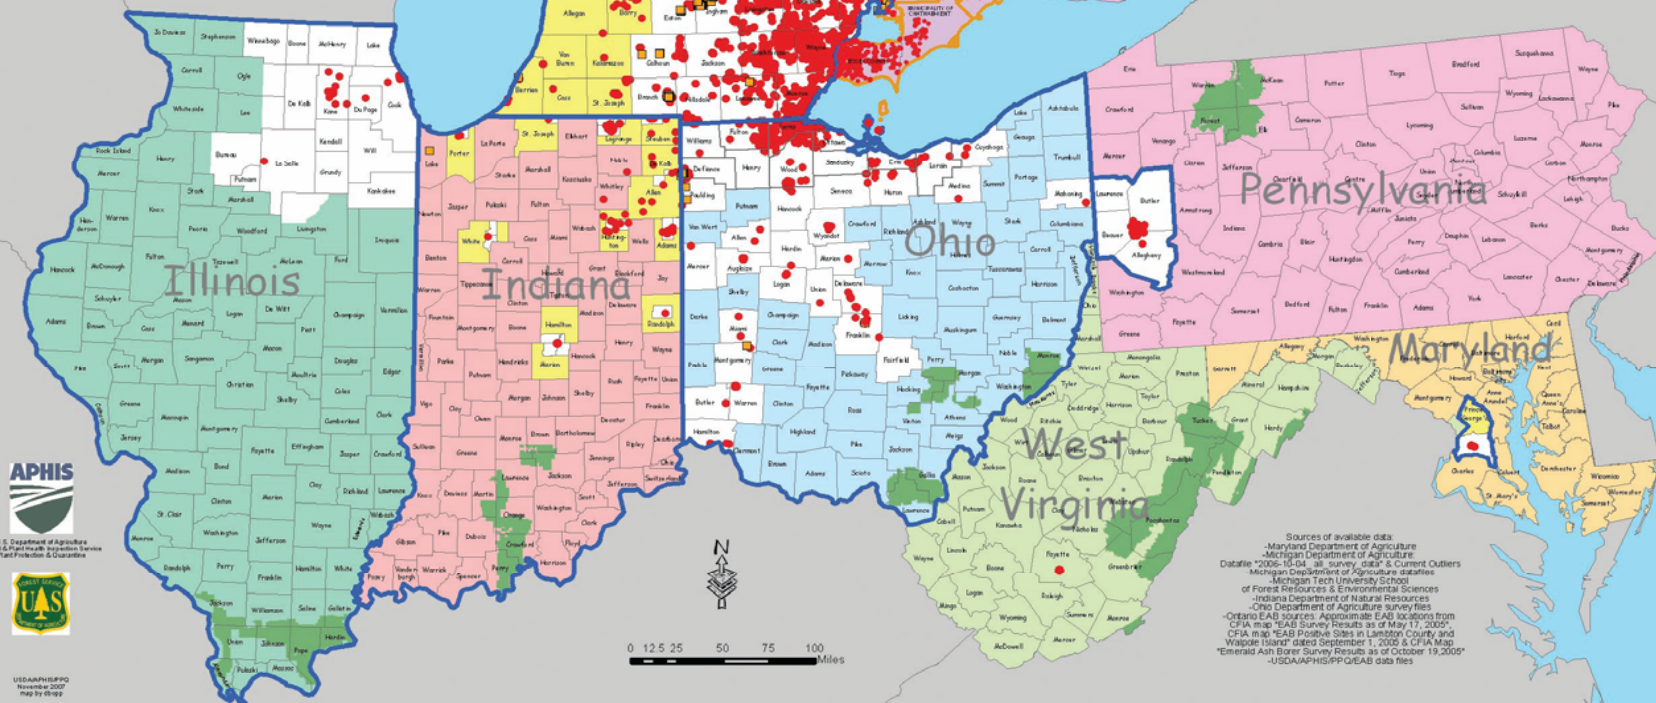 Illinois
Indiana
Ohio
Pennsylvania
West
Virginia
Maryland
MUNICIPALITY OF
CHATHAM-KENT
Jo Daviess
Stephenson
Winnebago
Boone
McHenry
Lake
Carroll
Ogle
De Kalb
Kane
Du Page
Cook
Whiteside
Lee
Kendall
Will
Rock Island
Henry
Bureau
La Salle
Grundy
Putnam
Kankakee
Mercer
Stark
Marshall
Livingston
Knox
Warren
Peoria
Woodford
Iroquois
Fulton
Tazewell
McLean
Ford
Hancock
McDonough
Schuyler
Mason
Logan
De Witt
Champaign
Vermilion
Adams
Brown
Cass
Menard
Piatt
Macon
Pike
Scott
Morgan
Sangamon
Douglas
Edgar
Christian
Moultrie
Coles
Shelby
Greene
Macoupin
Montgomery
Cumberland
Clark
Jersey
Fayette
Effingham
Jasper
Crawford
Madison
Bond
Clay
Richland
Lawrence
Clinton
Marion
Wayne
Wabash
Edwards
St. Clair
Washington
Jefferson
Monroe
Randolph
Perry
Franklin
Hamilton
White
Jackson
Williamson
Saline
Gallatin
Union
Johnson
Pope
Hardin
Pulaski
Massac
Allegan
Barry
Eaton
Ingham
Van
Buren
Kalamazoo
Calhoun
Jackson
Wayne
Berrien
Cass
St. Joseph
Branch
Hillsdale
Monroe
Lake
Porter
La Porte
St. Joseph
Elkhart
Lagrange
Steuben
Noble
De Kalb
Starke
Marshall
Kosciusko
Whitley
Allen
Newton
Jasper
Pulaski
Fulton
Wabash
Hunting-
ton
Wells
Adams
White
Cass
Miami
Benton
Carroll
Howard
Grant
Blackford
Jay
Warren
Tippecanoe
Clinton
Tipton
Madison
Delaware
Randolph
Fountain
Montgomery
Boone
Hamilton
Henry
Wayne
Parke
Putnam
Hendricks
Marion
Hancock
Rush
Fayette
Union
Vigo
Clay
Owen
Morgan
Johnson
Shelby
Franklin
Decatur
Sullivan
Greene
Monroe
Brown
Bartholomew
Ripley
Dearborn
Jennings
Ohio
Jackson
Jefferson
Switzerland
Knox
Daviess
Martin
Lawrence
Scott
Washington
Clark
Orange
Gibson
Pike
Dubois
Crawford
Floyd
Harrison
Posey
Vander-
burgh
Warrick
Spencer
Perry
Williams
Fulton
Ottawa
Defiance
Henry
Wood
Sandusky
Erie
Lorain
Cuyahoga
Lake
Geauga
Ashtabula
Trumbull
Paulding
Putnam
Hancock
Seneca
Huron
Medina
Summit
Portage
Mahoning
Van Wert
Allen
Wyandot
Crawford
Richland
Ashland
Wayne
Stark
Columbiana
Mercer
Auglaize
Hardin
Marion
Morrow
Knox
Holmes
Tuscarawas
Carroll
Jefferson
Logan
Union
Delaware
Coshocton
Harrison
Shelby
Darke
Miami
Champaign
Licking
Muskingum
Guernsey
Belmont
Clark
Madison
Franklin
Montgomery
Preble
Greene
Fairfield
Perry
Noble
Monroe
Pickaway
Hocking
Morgan
Washington
Butler
Warren
Clinton
Fayette
Ross
Vinton
Athens
Meigs
Hamilton
Clermont
Highland
Brown
Adams
Pike
Scioto
Jackson
Gallia
Lawrence
Erie
Crawford
Warren
McKean
Potter
Tioga
Bradford
Susquehanna
Wayne
Forest
Elk
Cameron
Sullivan
Wyoming
Lackawanna
Pike
Venango
Mercer
Clarion
Jefferson
Clearfield
Clinton
Lycoming
Columbia
Luzerne
Monroe
Carbon
Centre
Union
Snyder
Northumberland
Schuylkill
Northampton
Lehigh
Lawrence
Butler
Armstrong
Indiana
Beaver
Allegheny
Cambria
Blair
Mifflin
Juniata
Perry
Dauphin
Lebanon
Berks
Bucks
Montgomery
Huntingdon
Cumberland
Lancaster
Chester
Delaware
Westmoreland
Washington
Greene
Fayette
Somerset
Bedford
Fulton
Franklin
Adams
York
Ohio
Marshall
Wetzel
Monongalia
Marion
Preston
Tyler
Doddridge
Harrison
Taylor
Barbour
Tucker
Grant
Mineral
Hampshire
Morgan
Berkeley
Jefferson
Hardy
Wood
Wirt
Calhoun
Upshur
Randolph
Pendleton
Jackson
Mason
Roane
Braxton
Webster
Putnam
Kanawha
Clay
Nicholas
Pocahontas
Cabell
Wayne
Lincoln
Boone
Fayette
Greenbrier
Mingo
Logan
Raleigh
Wyoming
Summers
Monroe
McDowell
Mercer
Garrett
Allegany
Washington
Harford
Cecil
Kent
Howard
Montgomery
Anne
Arundel
Queen
Anne's
Caroline
Talbot
Prince
George's
Charles
Calvert
St. Mary's
Dorchester
Wicomico
Worcester
Somerset
APHIS
U.S. Department of Agriculture
l & Plant Health Inspection Service
Plant Protection & Quarantine
FOREST SERVICE
UAS
DEPARTMENT OF AGRICULTURE
USDA/APHIS/PPQ
November 2007
map by dbopp
N
0 12.5 25 50 75 100
Miles
Sources of available data:
-Maryland Department of Agriculture
-Michigan Department of Agriculture:
Datafile "2006-10-04_all_survey_data" & Current Outliers
-Michigan Department of Agriculture datafiles
-Michigan Tech University School
of Forest Resources & Environmental Sciences
-Indiana Department of Natural Resources
-Ohio Department of Agriculture survey files
-Ontario EAB sources: Approximate EAB locations from
CFIA map "EAB Survey Results as of May 17, 2005",
CFIA map "EAB Positive Sites in Lambton County and
Walpole Island" dated September 1, 2005 & CFIA Map
"Emerald Ash Borer Survey Results as of October 19,2005"
-USDA/APHIS/PPQ/EAB data files